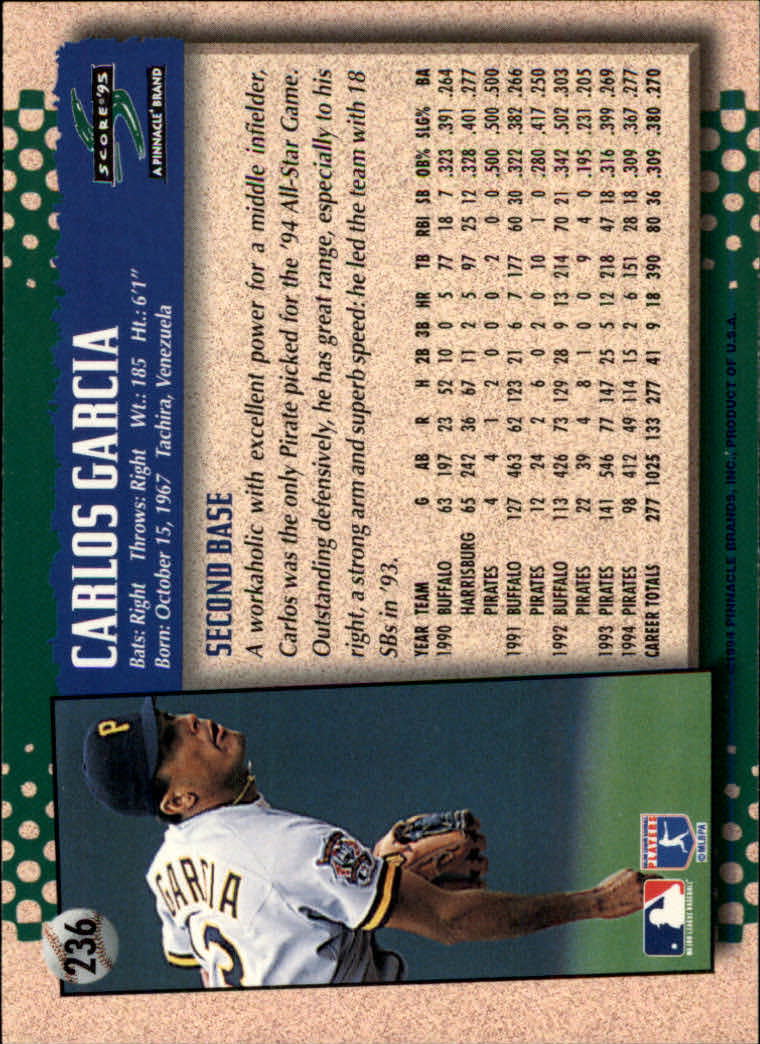 CARLOS GARCIA
Bats: Right Throws: Right Wt.: 185 Ht.: 6'1"
Born: October 15, 1967 Tachira, Venezuela
SCORE® '95
A PINNACLE® BRAND
SECOND BASE
A workaholic with excellent power for a middle infielder,
Carlos was the only Pirate picked for the '94 All-Star Game.
Outstanding defensively, he has great range, especially to his
right, a strong arm and superb speed: he led the team with 18
SBs in '93.
YEAR TEAM G AB R H 2B 3B HR TB RBI SB OB% SLG% BA
1990 BUFFALO 63 197 23 52 10 0 5 77 18 7 .323 .391 .264
HARRISBURG 65 242 36 67 11 2 5 97 25 12 .328 .401 .277
PIRATES 4 4 1 2 0 0 0 2 0 0 .500 .500 .500
1991 BUFFALO 127 463 62 123 21 6 7 177 60 30 .322 .382 .266
PIRATES 12 24 2 6 0 2 0 10 1 0 .280 .417 .250
1992 BUFFALO 113 426 73 129 28 9 13 214 70 21 .342 .502 .303
PIRATES 22 39 4 8 1 0 0 9 4 0 .195 .231 .205
1993 PIRATES 141 546 77 147 25 5 12 218 47 18 .316 .399 .269
1994 PIRATES 98 412 49 114 15 2 6 151 28 18 .309 .367 .277
CAREER TOTALS 277 1025 133 277 41 9 18 390 80 36 .309 .380 .270
236
P
GARCIA
MAJOR LEAGUE BASEBALL
PLAYERS
©MLBPA
©1994 PINNACLE BRANDS, INC., PRODUCT OF U.S.A.